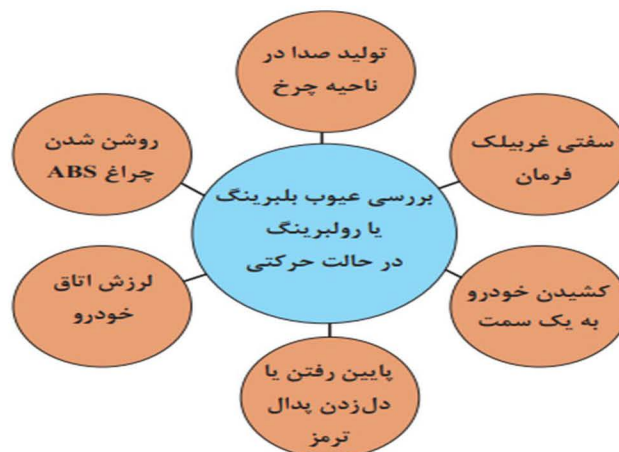 تولید صدا در
ناحیه چرخ
سفتی غربیلک
فرمان
روشن شدن
چراغ ABS
بررسی عیوب بلبرینگ
یا رولبرینگ
در حالت حرکتی
کشیدن خودرو
به یک سمت
لرزش اتاق
خودرو
پایین رفتن یا
دل‌زدن پدال
ترمز